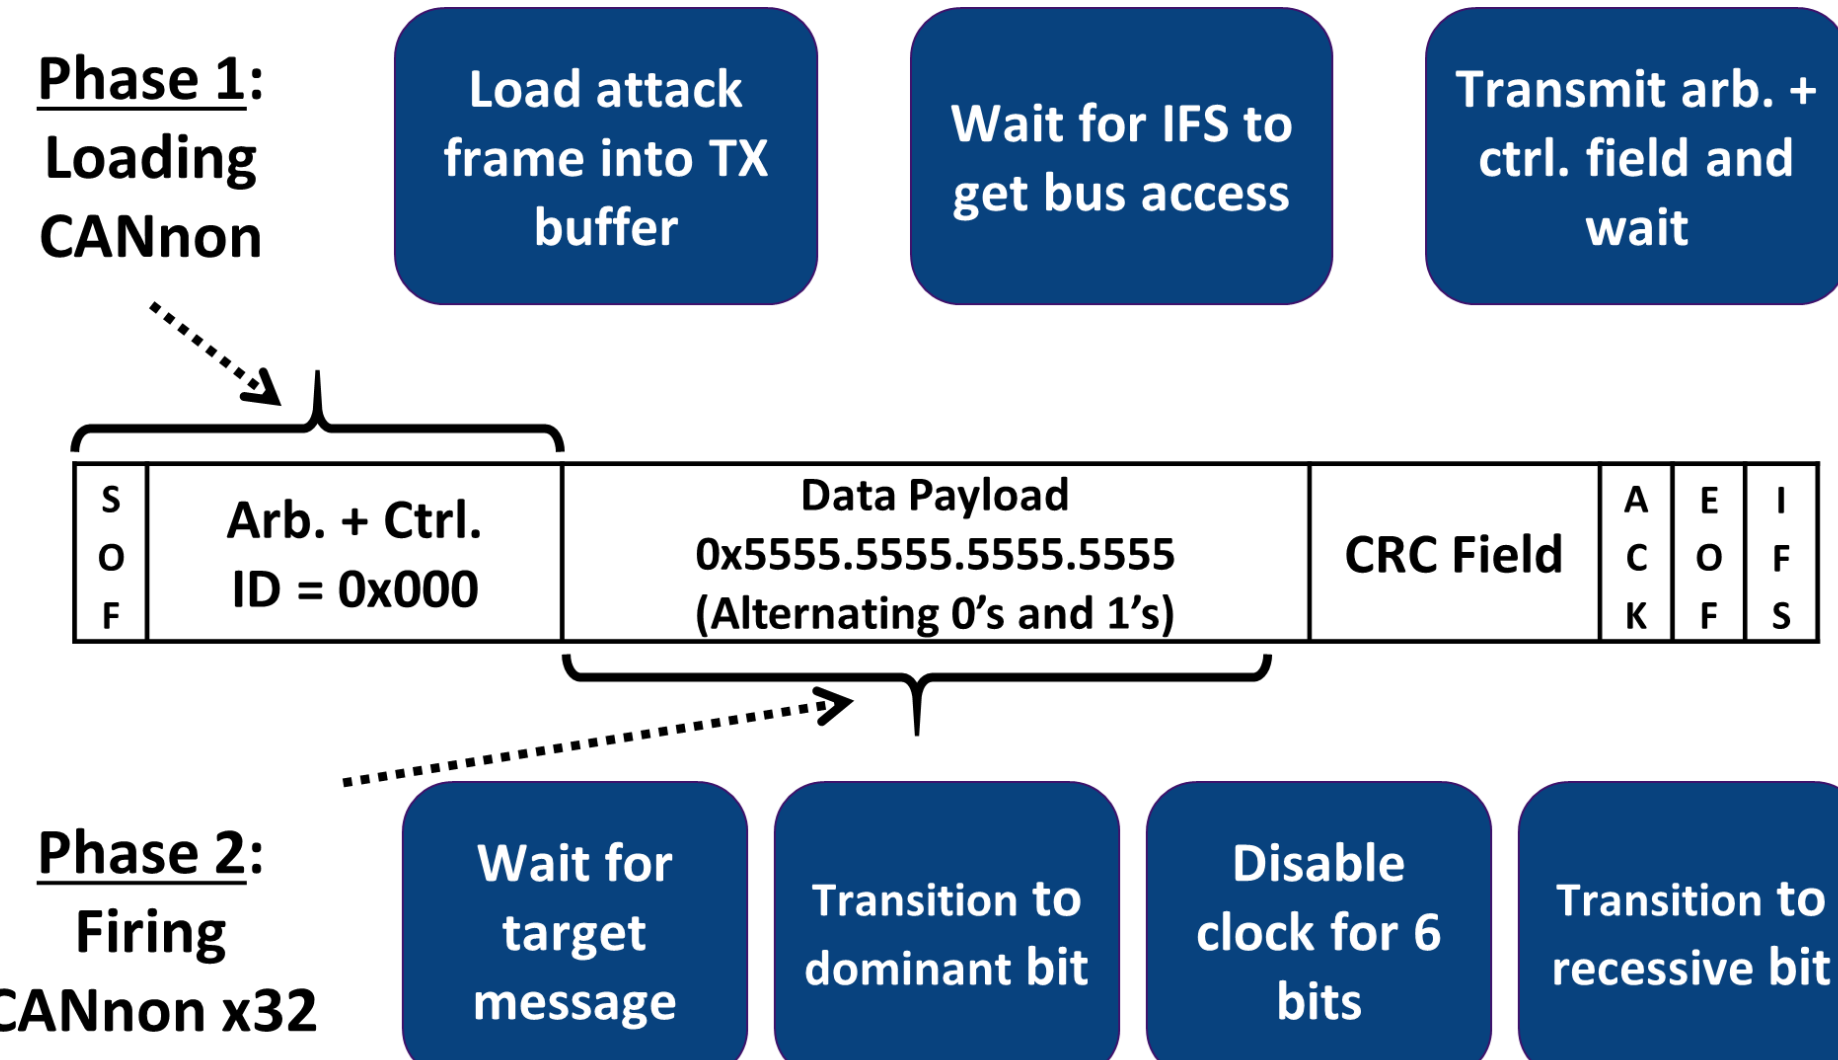 Phase 1:
Loading
CANnon
Load attack
frame into TX
buffer
Wait for IFS to
get bus access
Transmit arb. +
ctrl. field and
wait
S
O
F
Arb. + Ctrl.
ID = 0x000
Data Payload
0x5555.5555.5555.5555
(Alternating 0’s and 1’s)
CRC Field
A
C
K
E
O
F
I
F
S
Phase 2:
Firing
CANnon x32
Wait for
target
message
Transition to
dominant bit
Disable
clock for 6
bits
Transition to
recessive bit